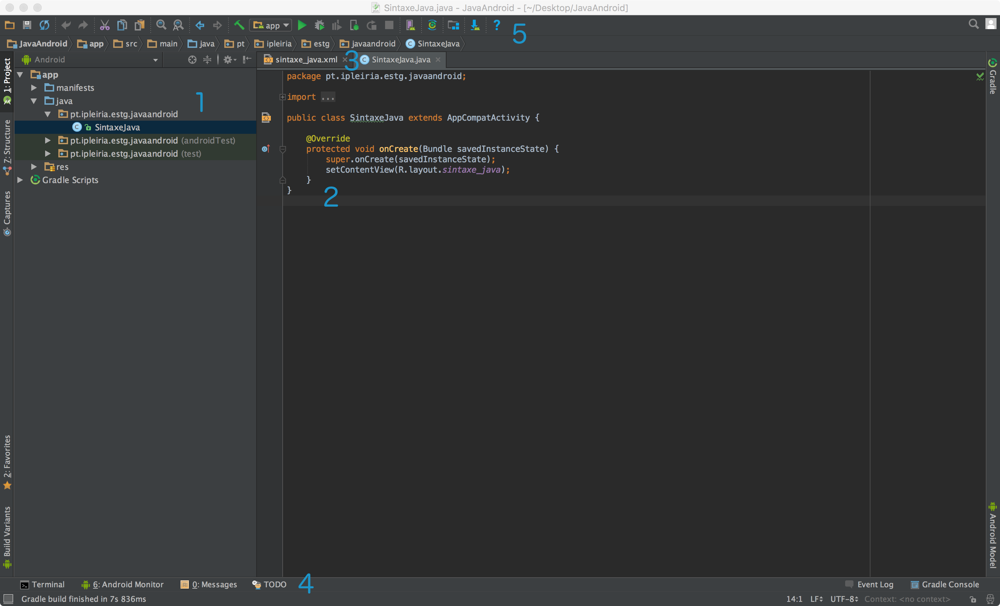 SintaxeJava.java - JavaAndroid - [~/Desktop/JavaAndroid]
app
? 5
JavaAndroid app src main java pt ipleiria estg javaandroid C SintaxeJava
Android
sintaxe_java.xml 3 C SintaxeJava.java
1: Project
7: Structure
Captures
2: Favorites
Build Variants
app
manifests
java
1
pt.ipleiria.estg.javaandroid
C SintaxeJava
pt.ipleiria.estg.javaandroid (androidTest)
pt.ipleiria.estg.javaandroid (test)
res
Gradle Scripts
package pt.ipleiria.estg.javaandroid;
import ...
public class SintaxeJava extends AppCompatActivity {
@Override
protected void onCreate(Bundle savedInstanceState) {
super.onCreate(savedInstanceState);
setContentView(R.layout.sintaxe_java);
}
}
2
Gradle
Android Model
Terminal 6: Android Monitor 0: Messages TODO 4 Event Log Gradle Console
Gradle build finished in 7s 836ms 14:1 LF UTF-8 Context: <no context>